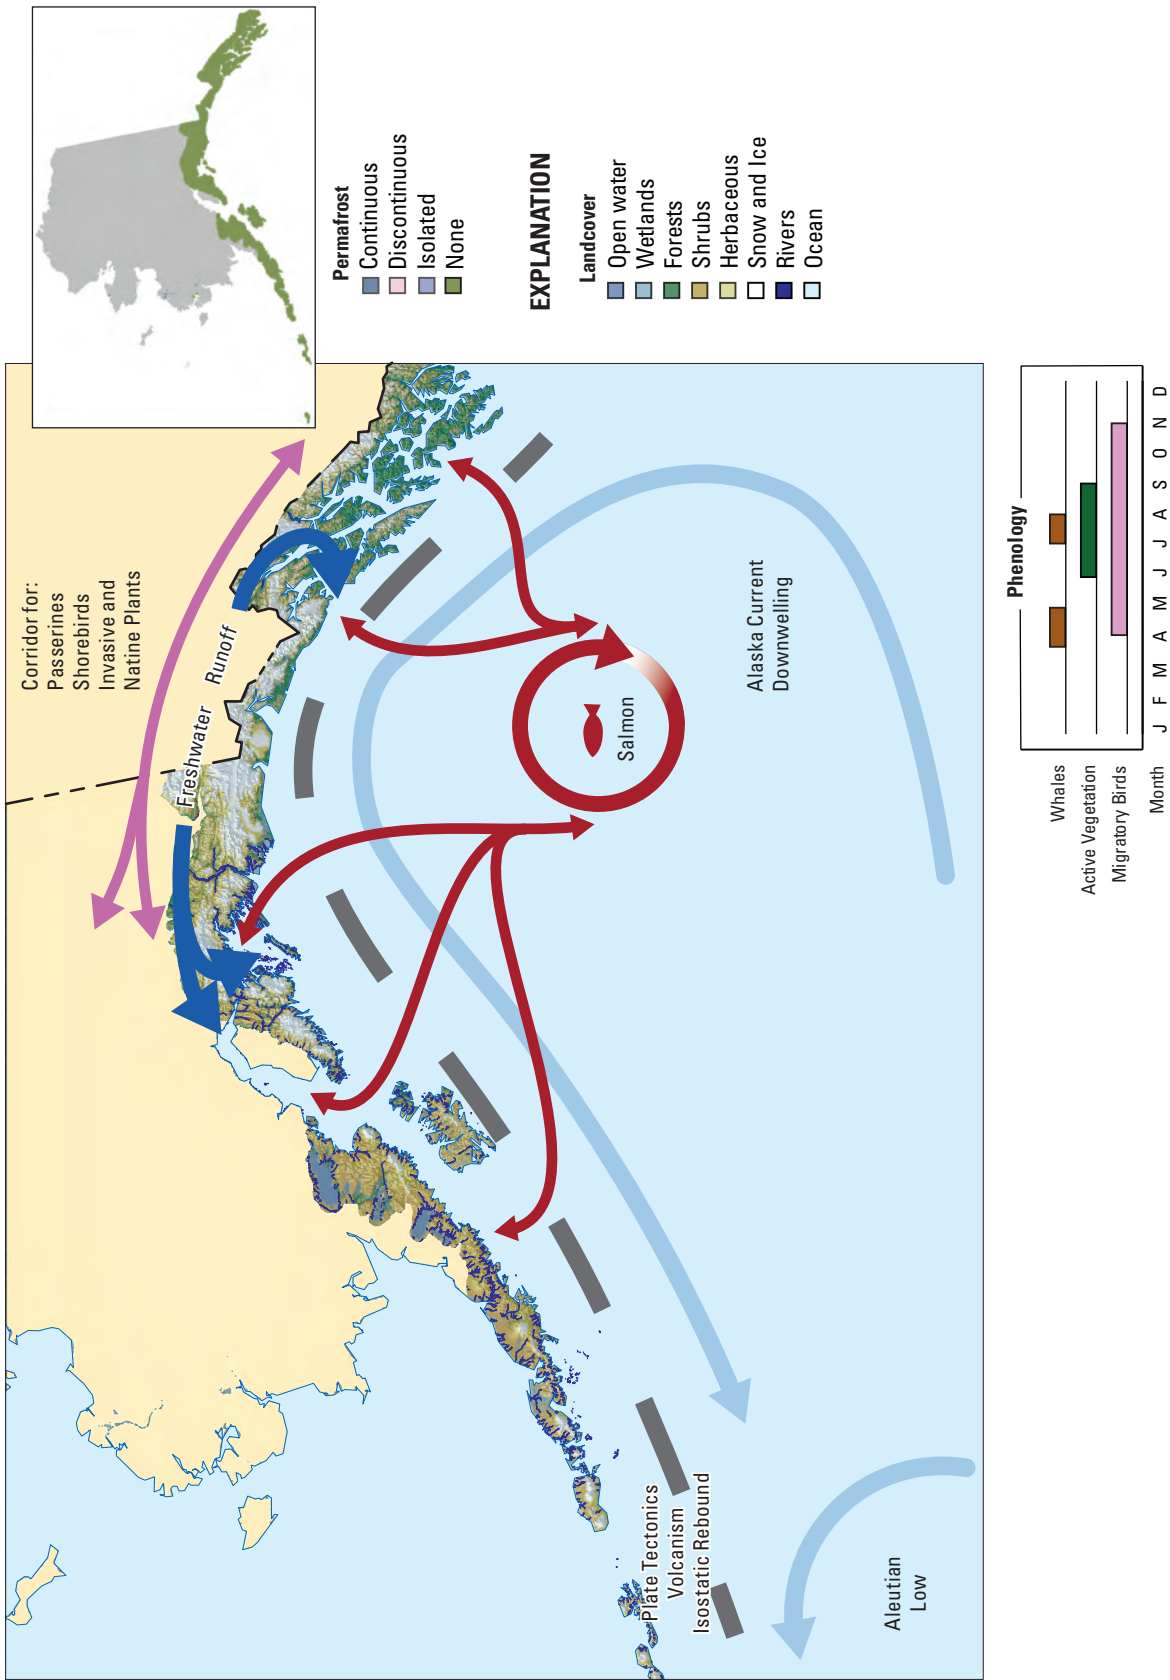 Corridor for:
Passerines
Shorebirds
Invasive and
Natine Plants
Freshwater Runoff
Salmon
Alaska Current
Downwelling
Plate Tectonics
Volcanism
Isostatic Rebound
Aleutian
Low
Permafrost
Continuous
Discontinuous
Isolated
None
EXPLANATION
Landcover
Open water
Wetlands
Forests
Shrubs
Herbaceous
Snow and Ice
Rivers
Ocean
Phenology
Whales
Active Vegetation
Migratory Birds
Month J F M A M J J A S O N D